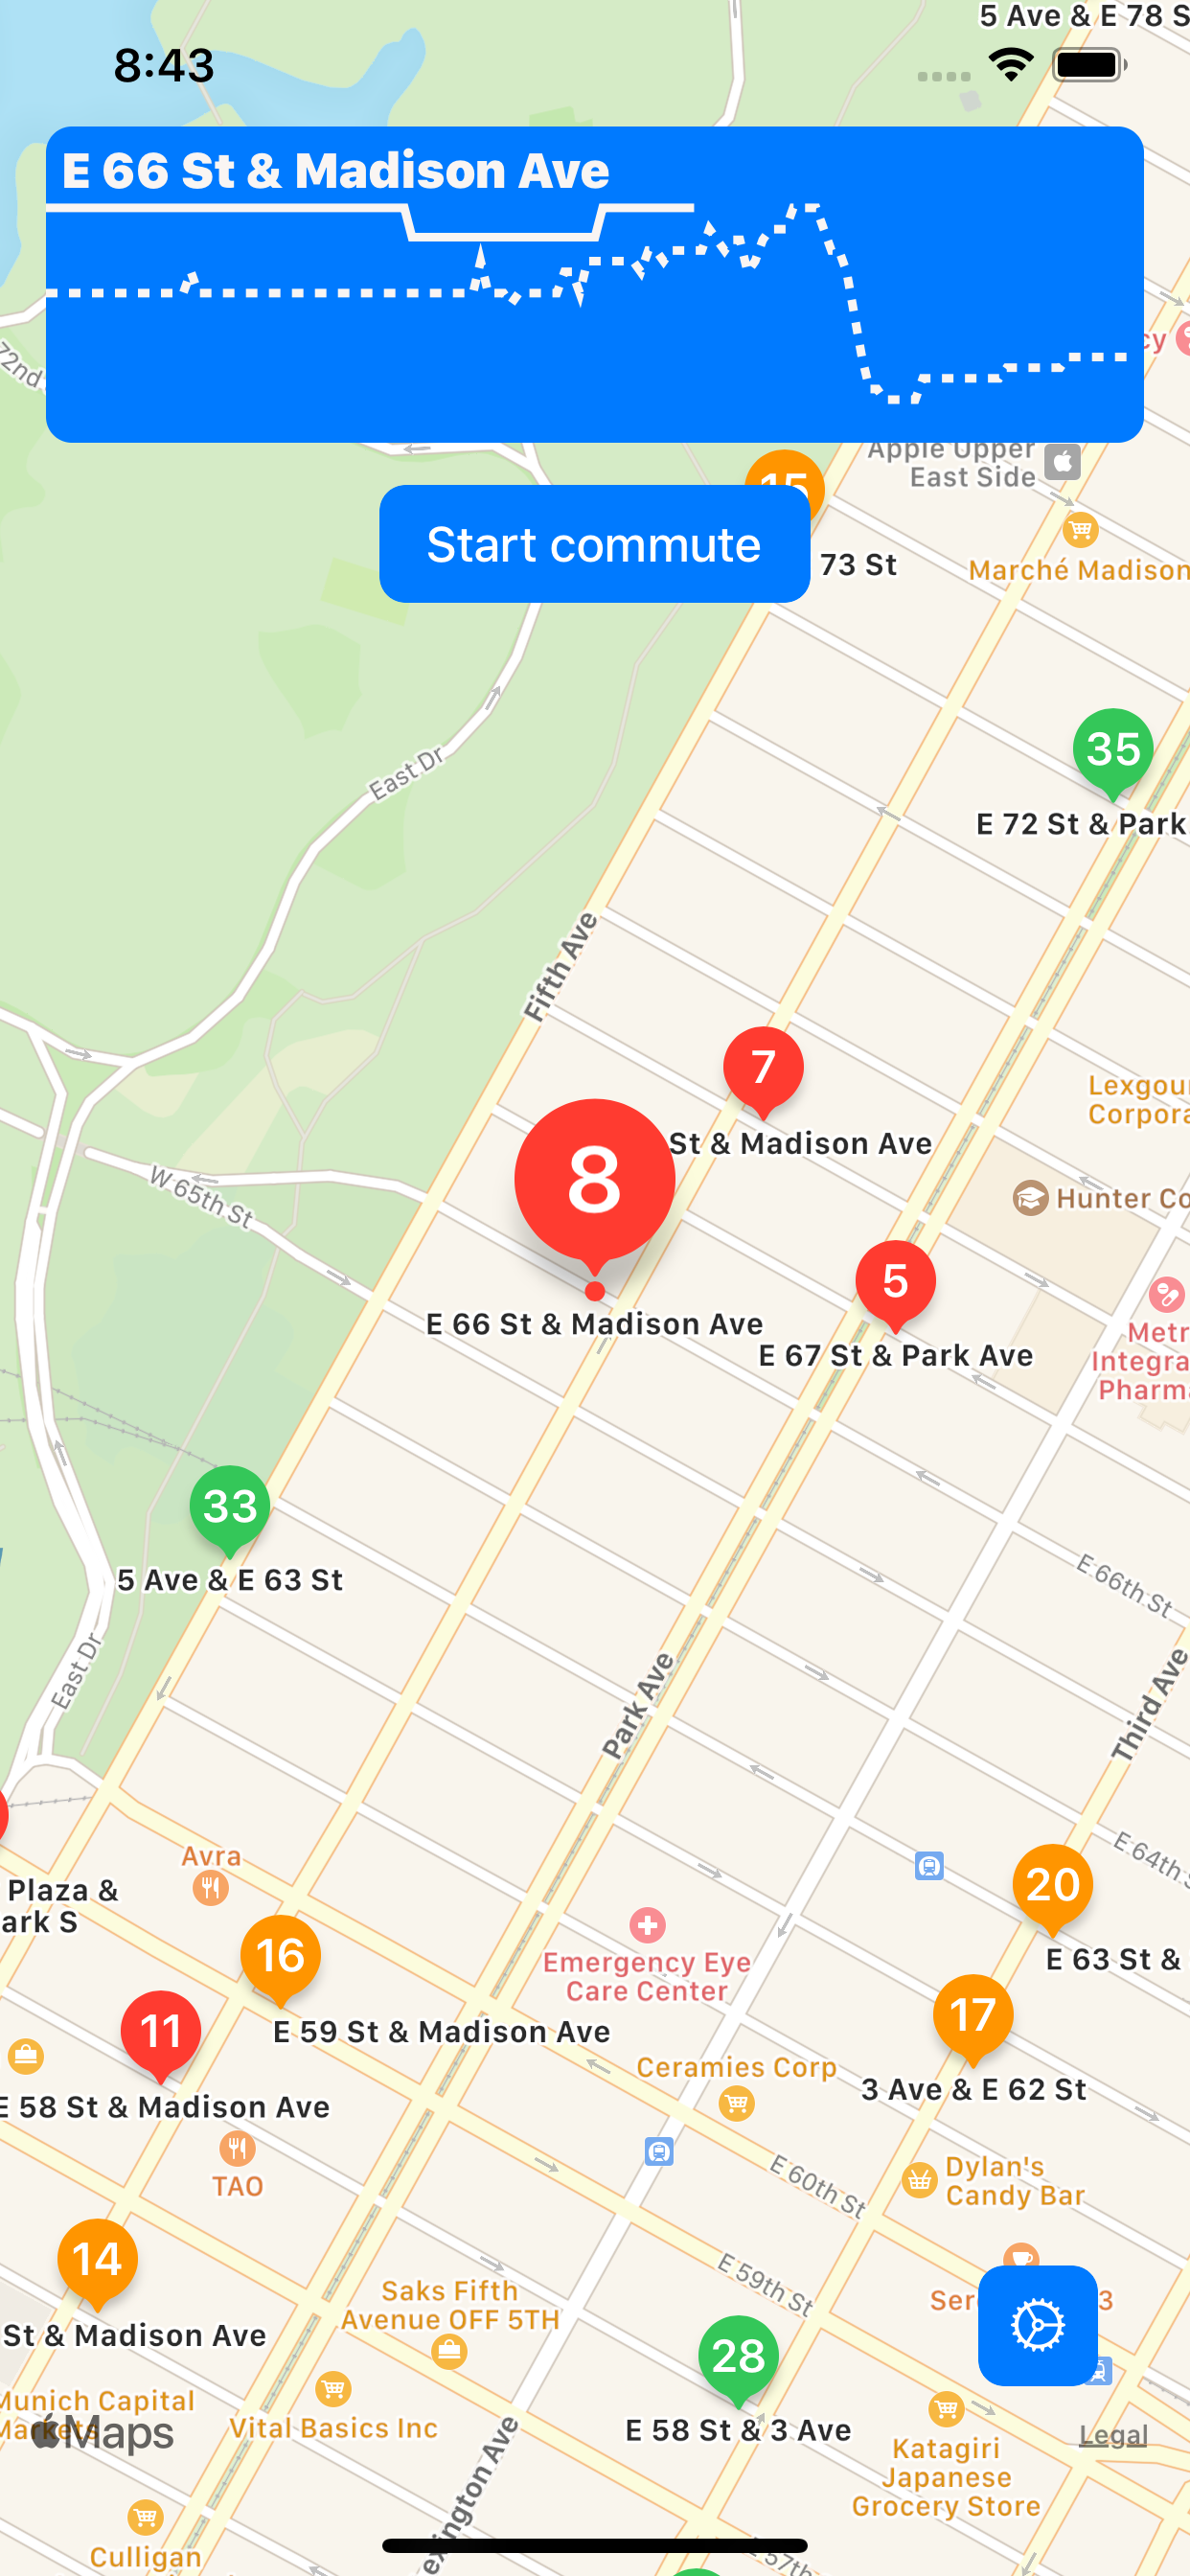 5 Ave & E 78 S
8:43
E 66 St & Madison Ave
72nd
cy
Apple Upper
East Side
15
Start commute
73 St
Marché Madison
35
E 72 St & Park
East Dr
Fifth Ave
7
St & Madison Ave
Lexgou
Corpora
8
W 65th St
Hunter Co
5
E 66 St & Madison Ave
E 67 St & Park Ave
Metr
Integra
Pharma
33
5 Ave & E 63 St
E 66th St
East Dr
Park Ave
Third Ave
Avra
Plaza &
ark S
E 64th S
20
E 63 St &
16
E 59 St & Madison Ave
Emergency Eye
Care Center
11
E 58 St & Madison Ave
17
3 Ave & E 62 St
Ceramies Corp
TAO
E 60th St
Dylan's
Candy Bar
14
St & Madison Ave
E 59th St
Saks Fifth
Avenue OFF 5TH
Ser
3
28
E 58 St & 3 Ave
Munich Capital
Markets
Maps
Vital Basics Inc
Legal
Katagiri
Japanese
Grocery Store
exington Ave
Culligan
E 57th